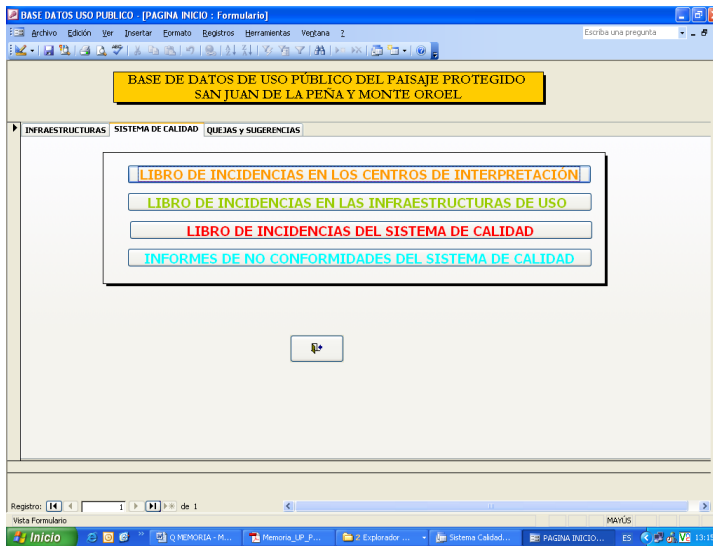 BASE DATOS USO PUBLICO - [PAGINA INICIO : Formulario]
Archivo Edición Ver Insertar Formato Registros Herramientas Ventana ?
Escriba una pregunta
BASE DE DATOS DE USO PÚBLICO DEL PAISAJE PROTEGIDO
SAN JUAN DE LA PEÑA Y MONTE OROEL
INFRAESTRUCTURAS SISTEMA DE CALIDAD QUEJAS y SUGERENCIAS
LIBRO DE INCIDENCIAS EN LOS CENTROS DE INTERPRETACIÓN
LIBRO DE INCIDENCIAS EN LAS INFRAESTRUCTURAS DE USO
LIBRO DE INCIDENCIAS DEL SISTEMA DE CALIDAD
INFORMES DE NO CONFORMIDADES DEL SISTEMA DE CALIDAD
Registro: 1 de 1
Vista Formulario
MAYÚS
Inicio
Q MEMORIA - M...
Memoria_UP_P...
2 Explorador ...
Sistema Calidad...
PAGINA INICIO...
ES
13:15